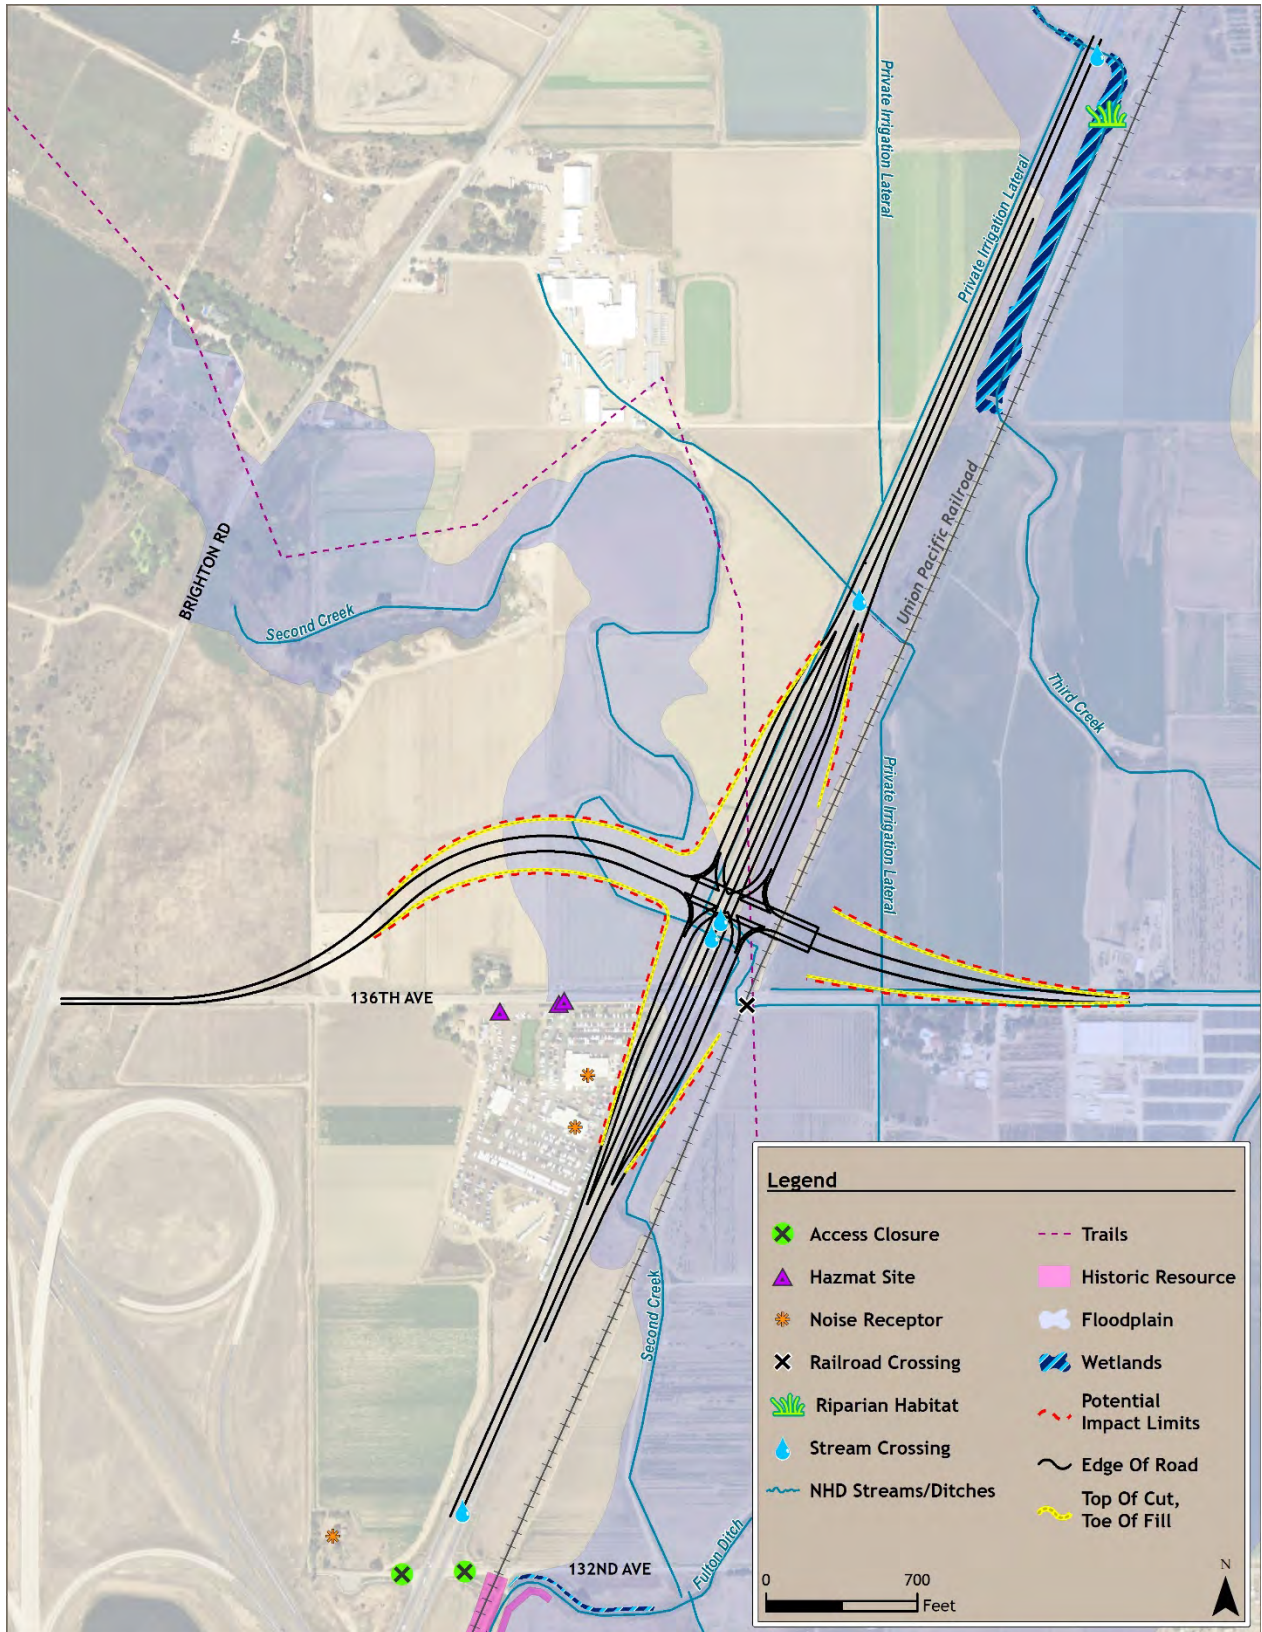 Private Irrigation Lateral
Private Irrigation Lateral
BRIGHTON RD
Second Creek
Union Pacific Railroad
Third Creek
Private Irrigation Lateral
136TH AVE
Second Creek
132ND AVE
Fulton Ditch
Legend
Access Closure
Hazmat Site
Noise Receptor
Railroad Crossing
Riparian Habitat
Stream Crossing
NHD Streams/Ditches
Trails
Historic Resource
Floodplain
Wetlands
Potential
Impact Limits
Edge Of Road
Top Of Cut,
Toe Of Fill
0 700
Feet
N